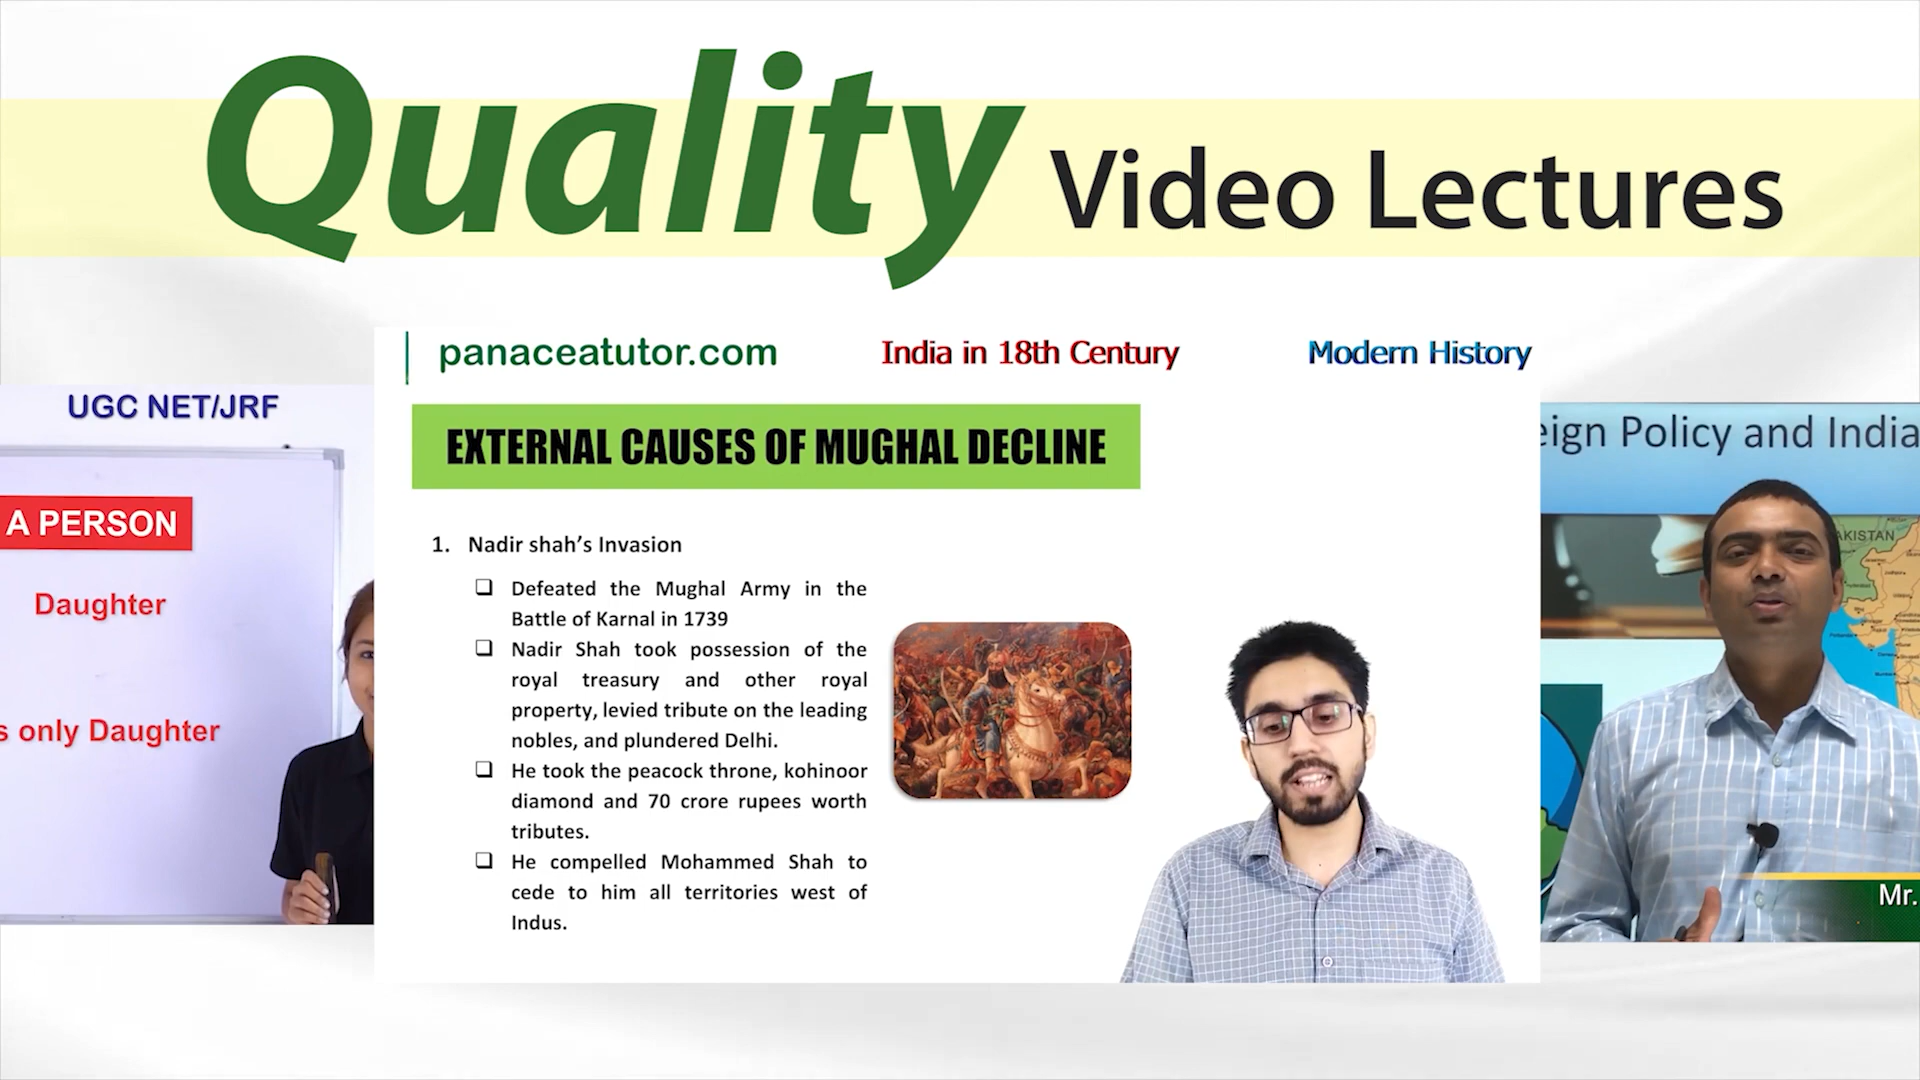 Quality Video Lectures
panaceatutor.com India in 18th Century Modern History
UGC NET/JRF
A PERSON
Daughter
s only Daughter
EXTERNAL CAUSES OF MUGHAL DECLINE
1. Nadir shah's Invasion
❑ Defeated the Mughal Army in the
Battle of Karnal in 1739
❑ Nadir Shah took possession of the
royal treasury and other royal
property, levied tribute on the leading
nobles, and plundered Delhi.
❑ He took the peacock throne, kohinoor
diamond and 70 crore rupees worth
tributes.
❑ He compelled Mohammed Shah to
cede to him all territories west of
Indus.
eign Policy and India
AKISTAN
Mr.